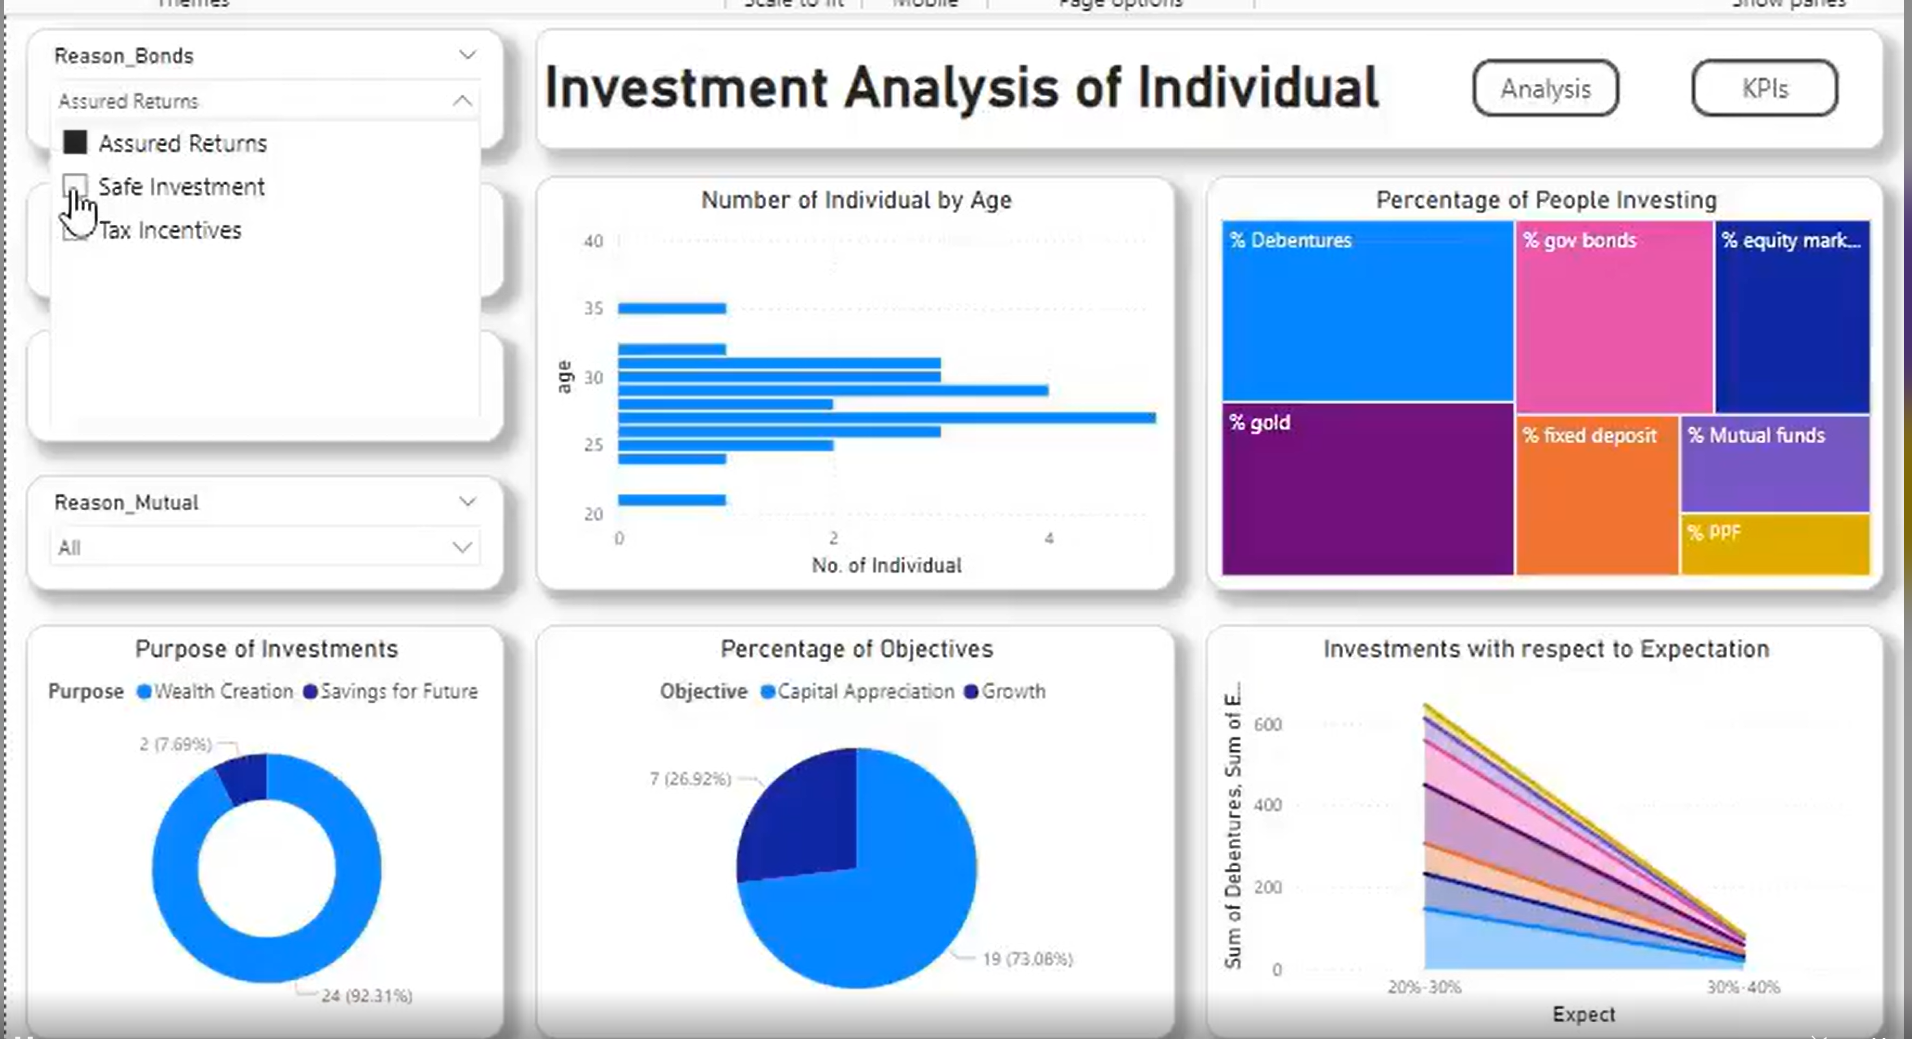 Themes
Scale to fit
Mobile
Page options
Show panes
Reason_Bonds
Assured Returns
Assured Returns
Safe Investment
Tax Incentives
Reason_Mutual
All
Investment Analysis of Individual
Analysis
KPIs
Number of Individual by Age
age
40
35
30
25
20
0
2
4
No. of Individual
Percentage of People Investing
% Debentures
% gov bonds
% equity mark...
% gold
% fixed deposit
% Mutual funds
% PPF
Purpose of Investments
Purpose Wealth Creation Savings for Future
2 (7.69%)
24 (92.31%)
Percentage of Objectives
Objective Capital Appreciation Growth
7 (26.92%)
19 (73.08%)
Investments with respect to Expectation
Sum of Debentures, Sum of E...
600
400
200
0
20%-30%
30%-40%
Expect